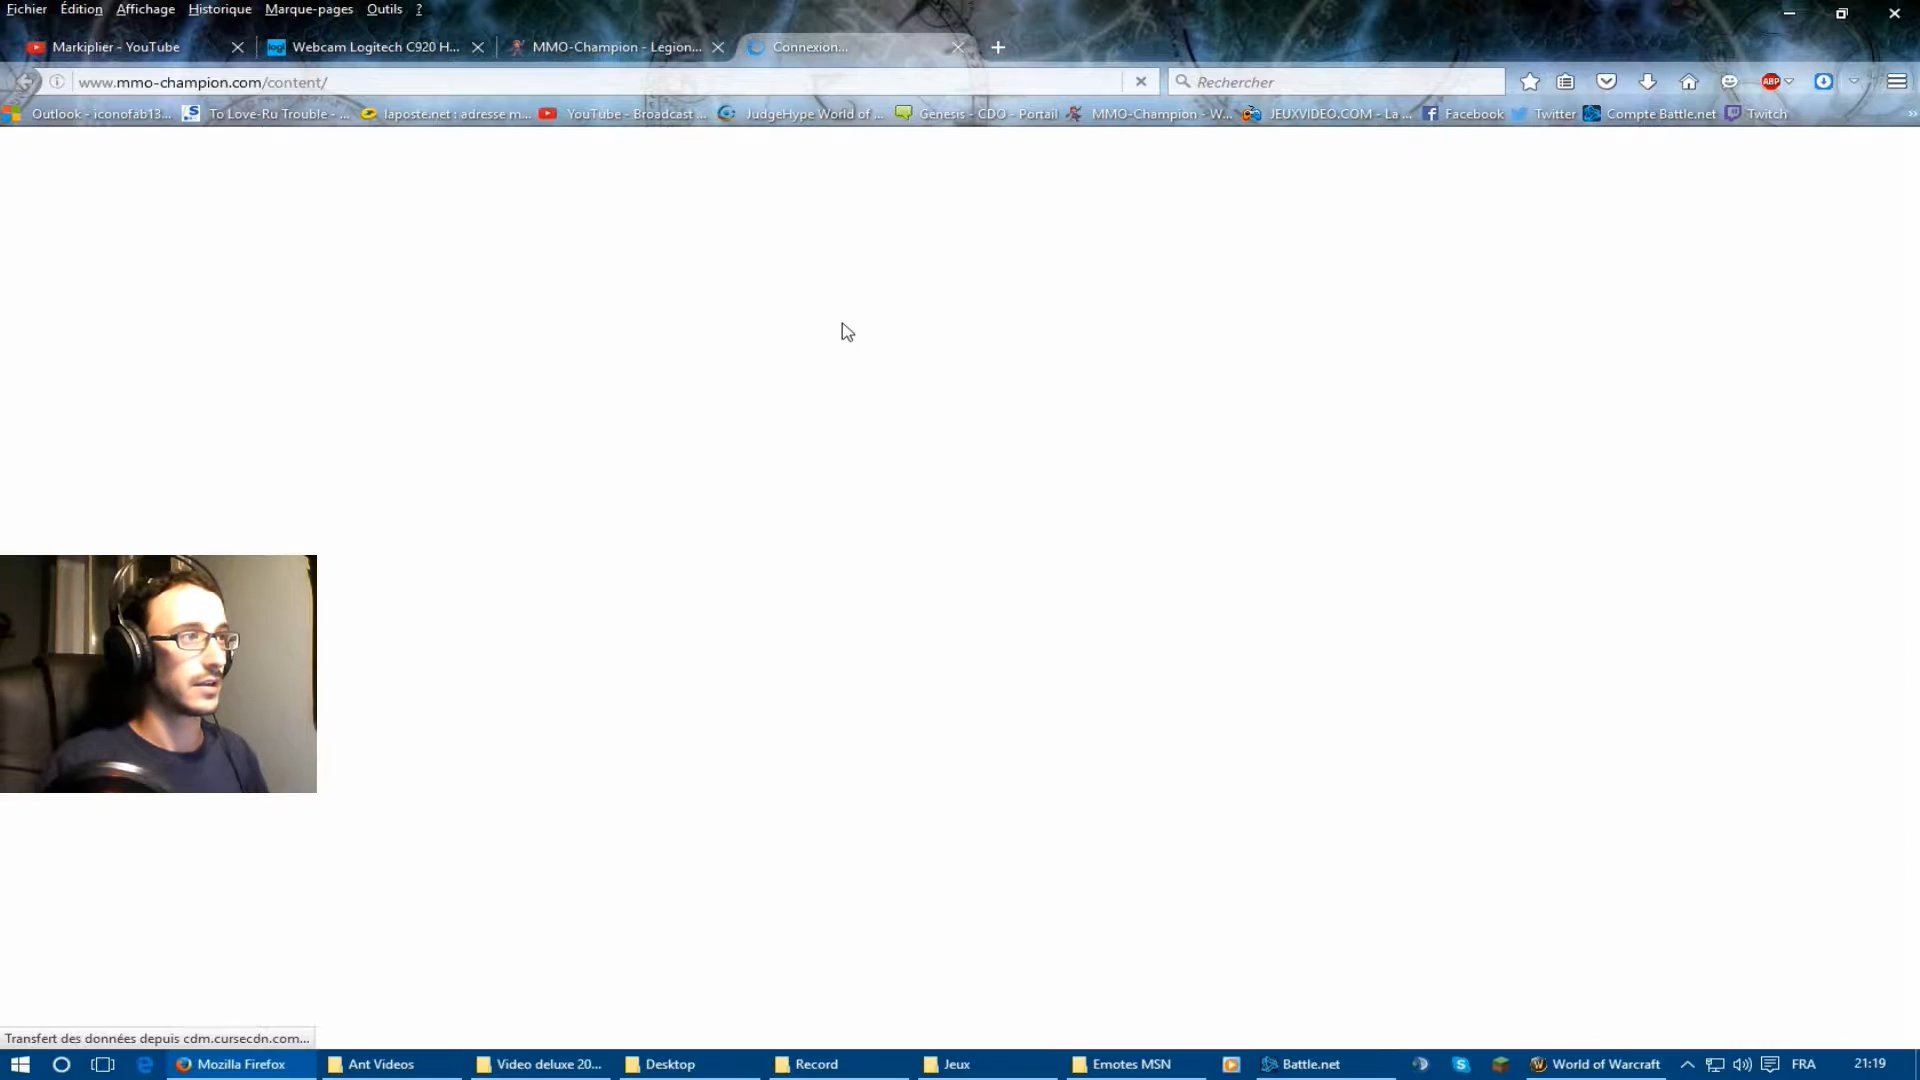 Fichier Édition Affichage Historique Marque-pages Outils ?
Markiplier - YouTube
Webcam Logitech C920 H...
MMO-Champion - Legion...
Connexion...
www.mmo-champion.com/content/
Rechercher
ABP
Outlook - iconofab13...
To Love-Ru Trouble - ...
laposte.net : adresse m...
YouTube - Broadcast ...
JudgeHype World of ...
Genesis - CDO - Portail
MMO-Champion - W...
JEUXVIDEO.COM - La ...
Facebook
Twitter
Compte Battle.net
Twitch
Transfert des données depuis cdm.cursecdn.com...
Mozilla Firefox
Ant Videos
Video deluxe 20...
Desktop
Record
Jeux
Emotes MSN
Battle.net
World of Warcraft
FRA
21:19